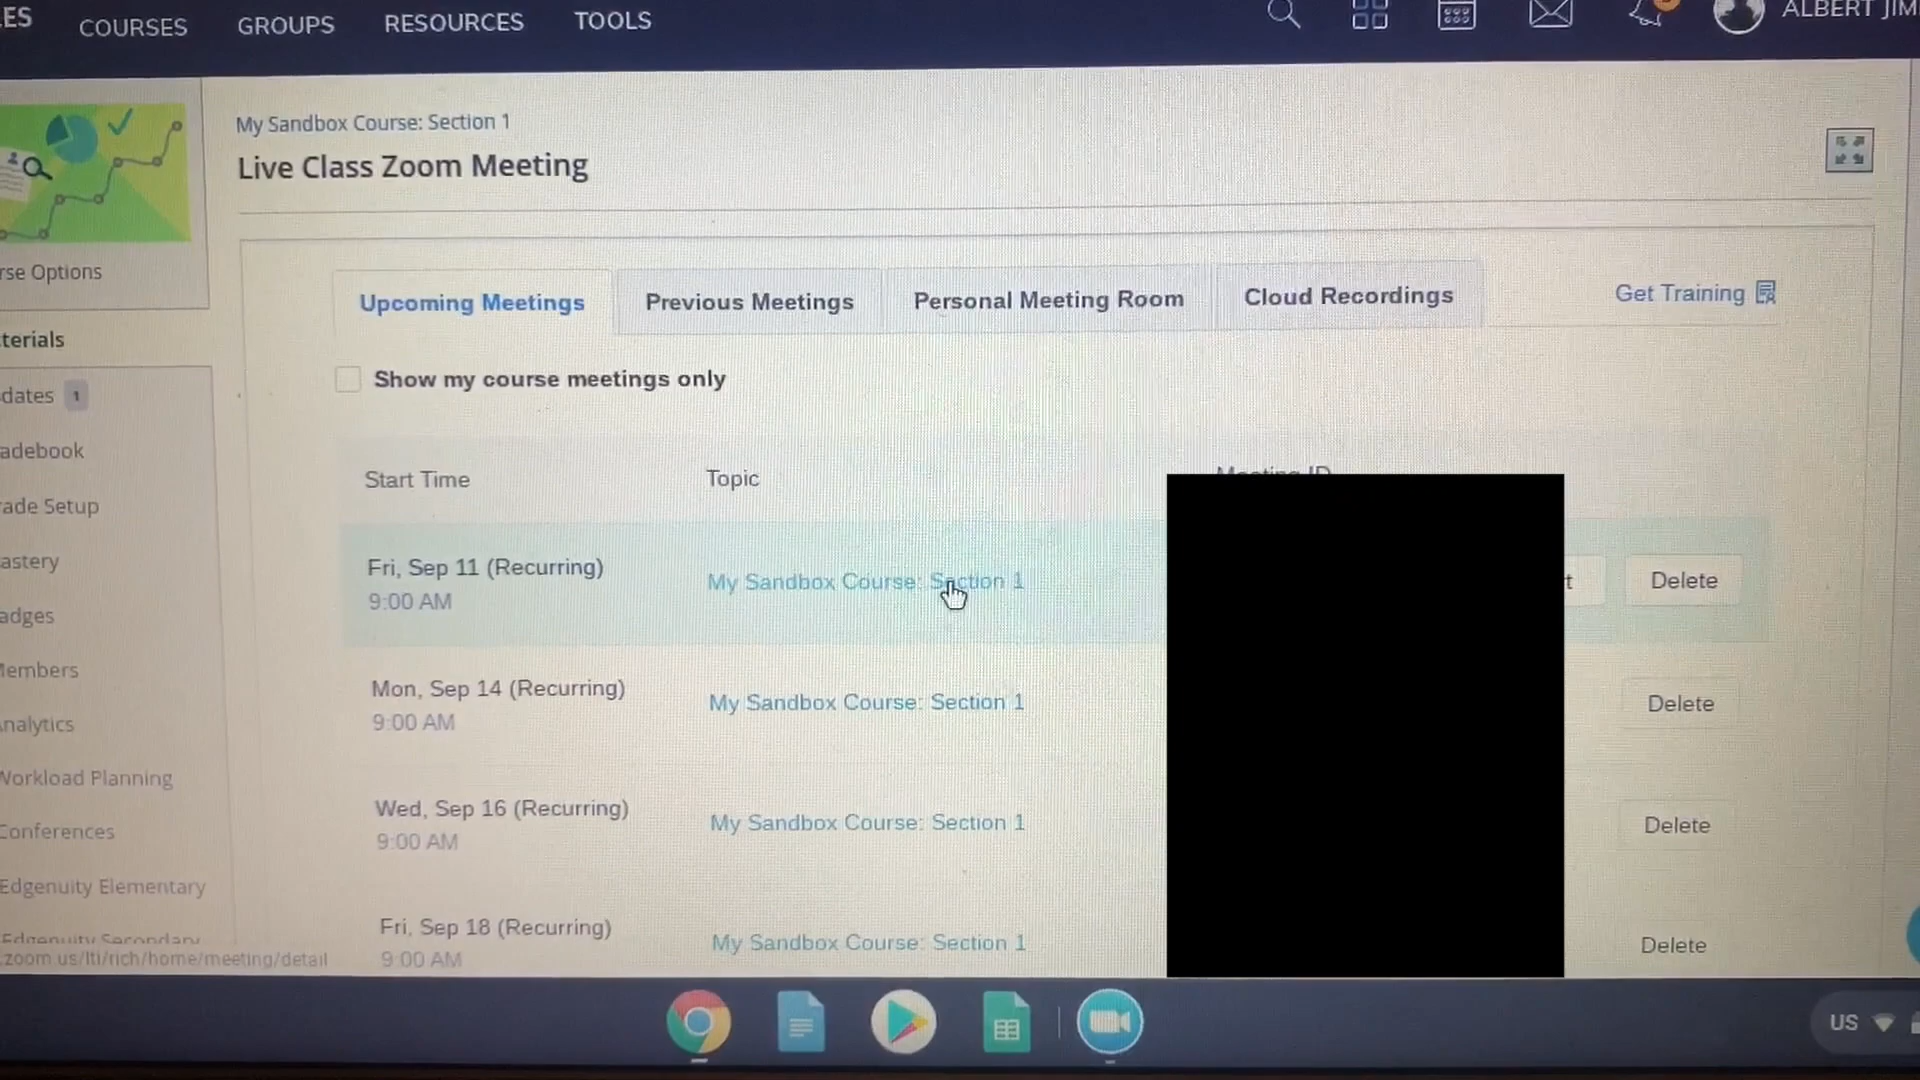 COURSES
GROUPS
RESOURCES
TOOLS
ALBERT
My Sandbox Course: Section 1
Live Class Zoom Meeting
rse Options
terials
dates 1
adebook
ade Setup
astery
adges
embers
nalytics
Workload Planning
Conferences
Edgenuity Elementary
Edgenuity Secondary
zoom.us/lti/rich/home/meeting/detail
Upcoming Meetings
Previous Meetings
Personal Meeting Room
Cloud Recordings
Get Training
Show my course meetings only
Start Time Topic Meeting ID
Fri, Sep 11 (Recurring)
9:00 AM
My Sandbox Course: Section 1
t
Delete
Mon, Sep 14 (Recurring)
9:00 AM
My Sandbox Course: Section 1
Delete
Wed, Sep 16 (Recurring)
9:00 AM
My Sandbox Course: Section 1
Delete
Fri, Sep 18 (Recurring)
9:00 AM
My Sandbox Course: Section 1
Delete
US